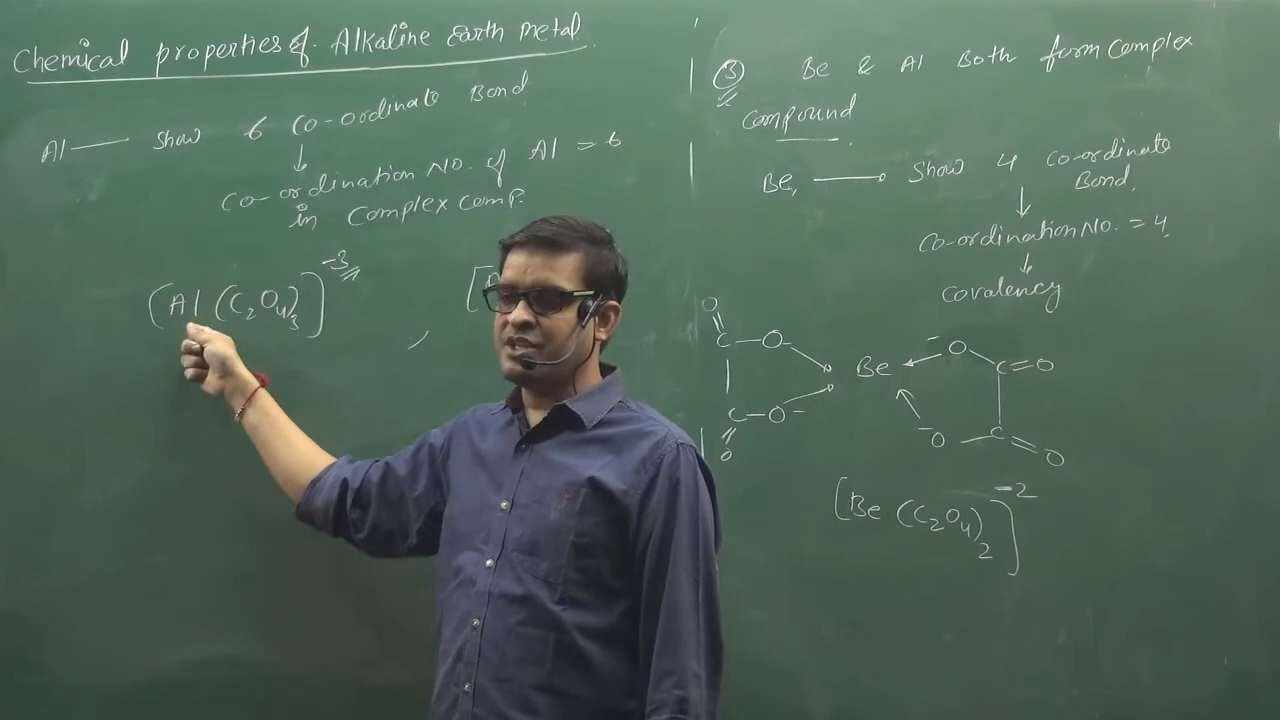 Chemical properties of. Alkaline Earth metal
Al — Show 6 Co-ordinate Bond
↓
Co-ordination No. of Al = 6
in Complex comp.
[Al (C2O4)3]-3 , [A
(3) Be & Al Both form complex
compound
Be, → Show 4 co-ordinate
Bond.
↓
Co-ordination No. = 4
↓
covalency
O
C—O- → Be ← -O C=O
C—O- -O C
O O
[Be (C2O4)2]-2